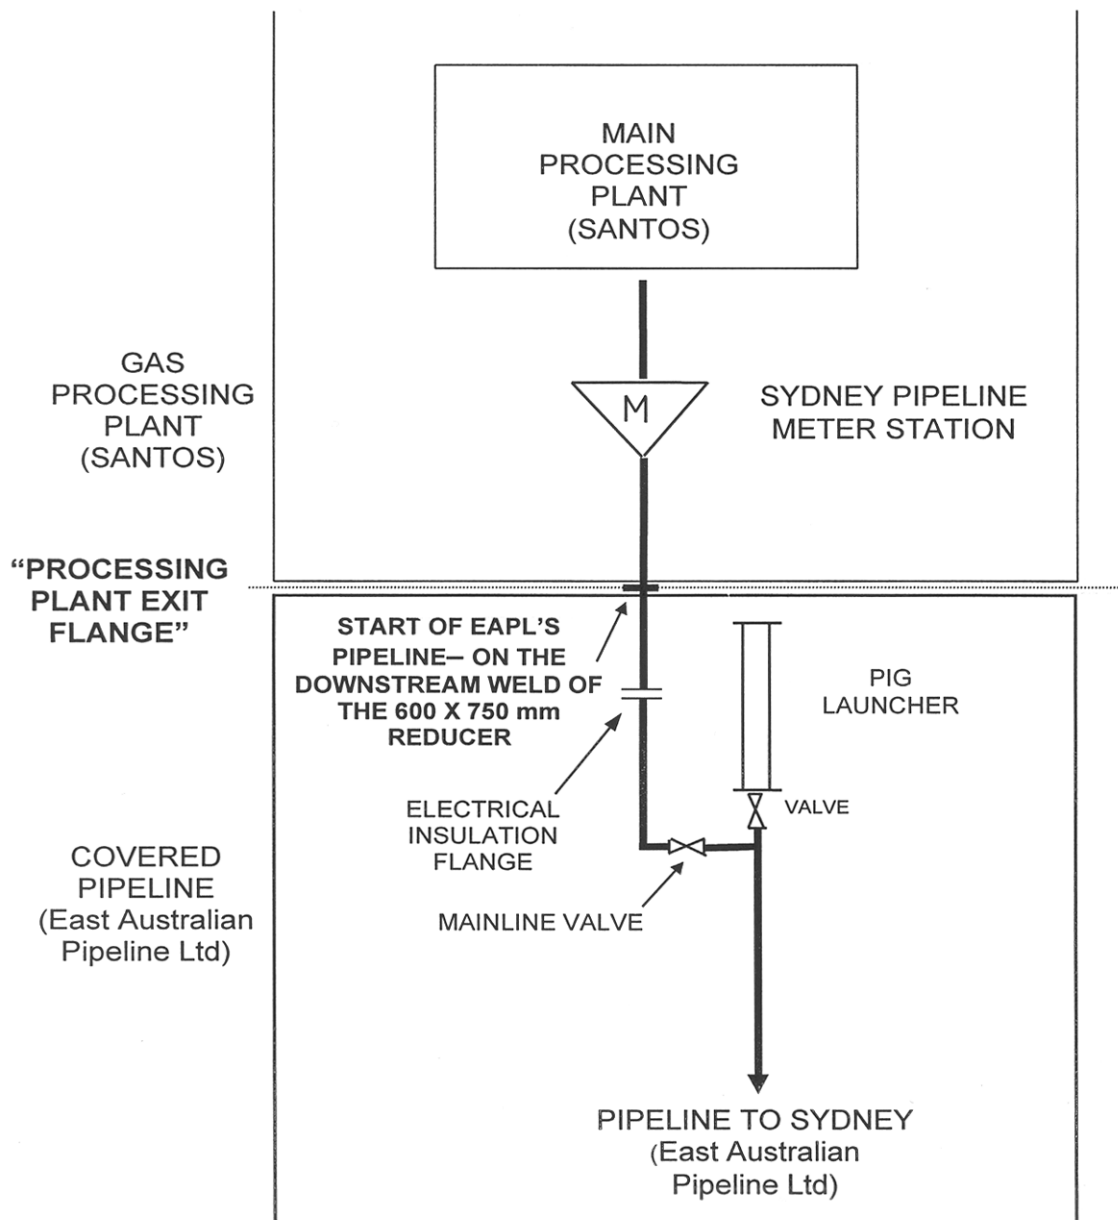 MAIN
PROCESSING
PLANT
(SANTOS)
M
GAS
PROCESSING
PLANT
(SANTOS)
SYDNEY PIPELINE
METER STATION
“PROCESSING
PLANT EXIT
FLANGE”
START OF EAPL’S
PIPELINE– ON THE
DOWNSTREAM WELD OF
THE 600 X 750 mm
REDUCER
PIG
LAUNCHER
ELECTRICAL
INSULATION
FLANGE
VALVE
COVERED
PIPELINE
(East Australian
Pipeline Ltd)
MAINLINE VALVE
PIPELINE TO SYDNEY
(East Australian
Pipeline Ltd)